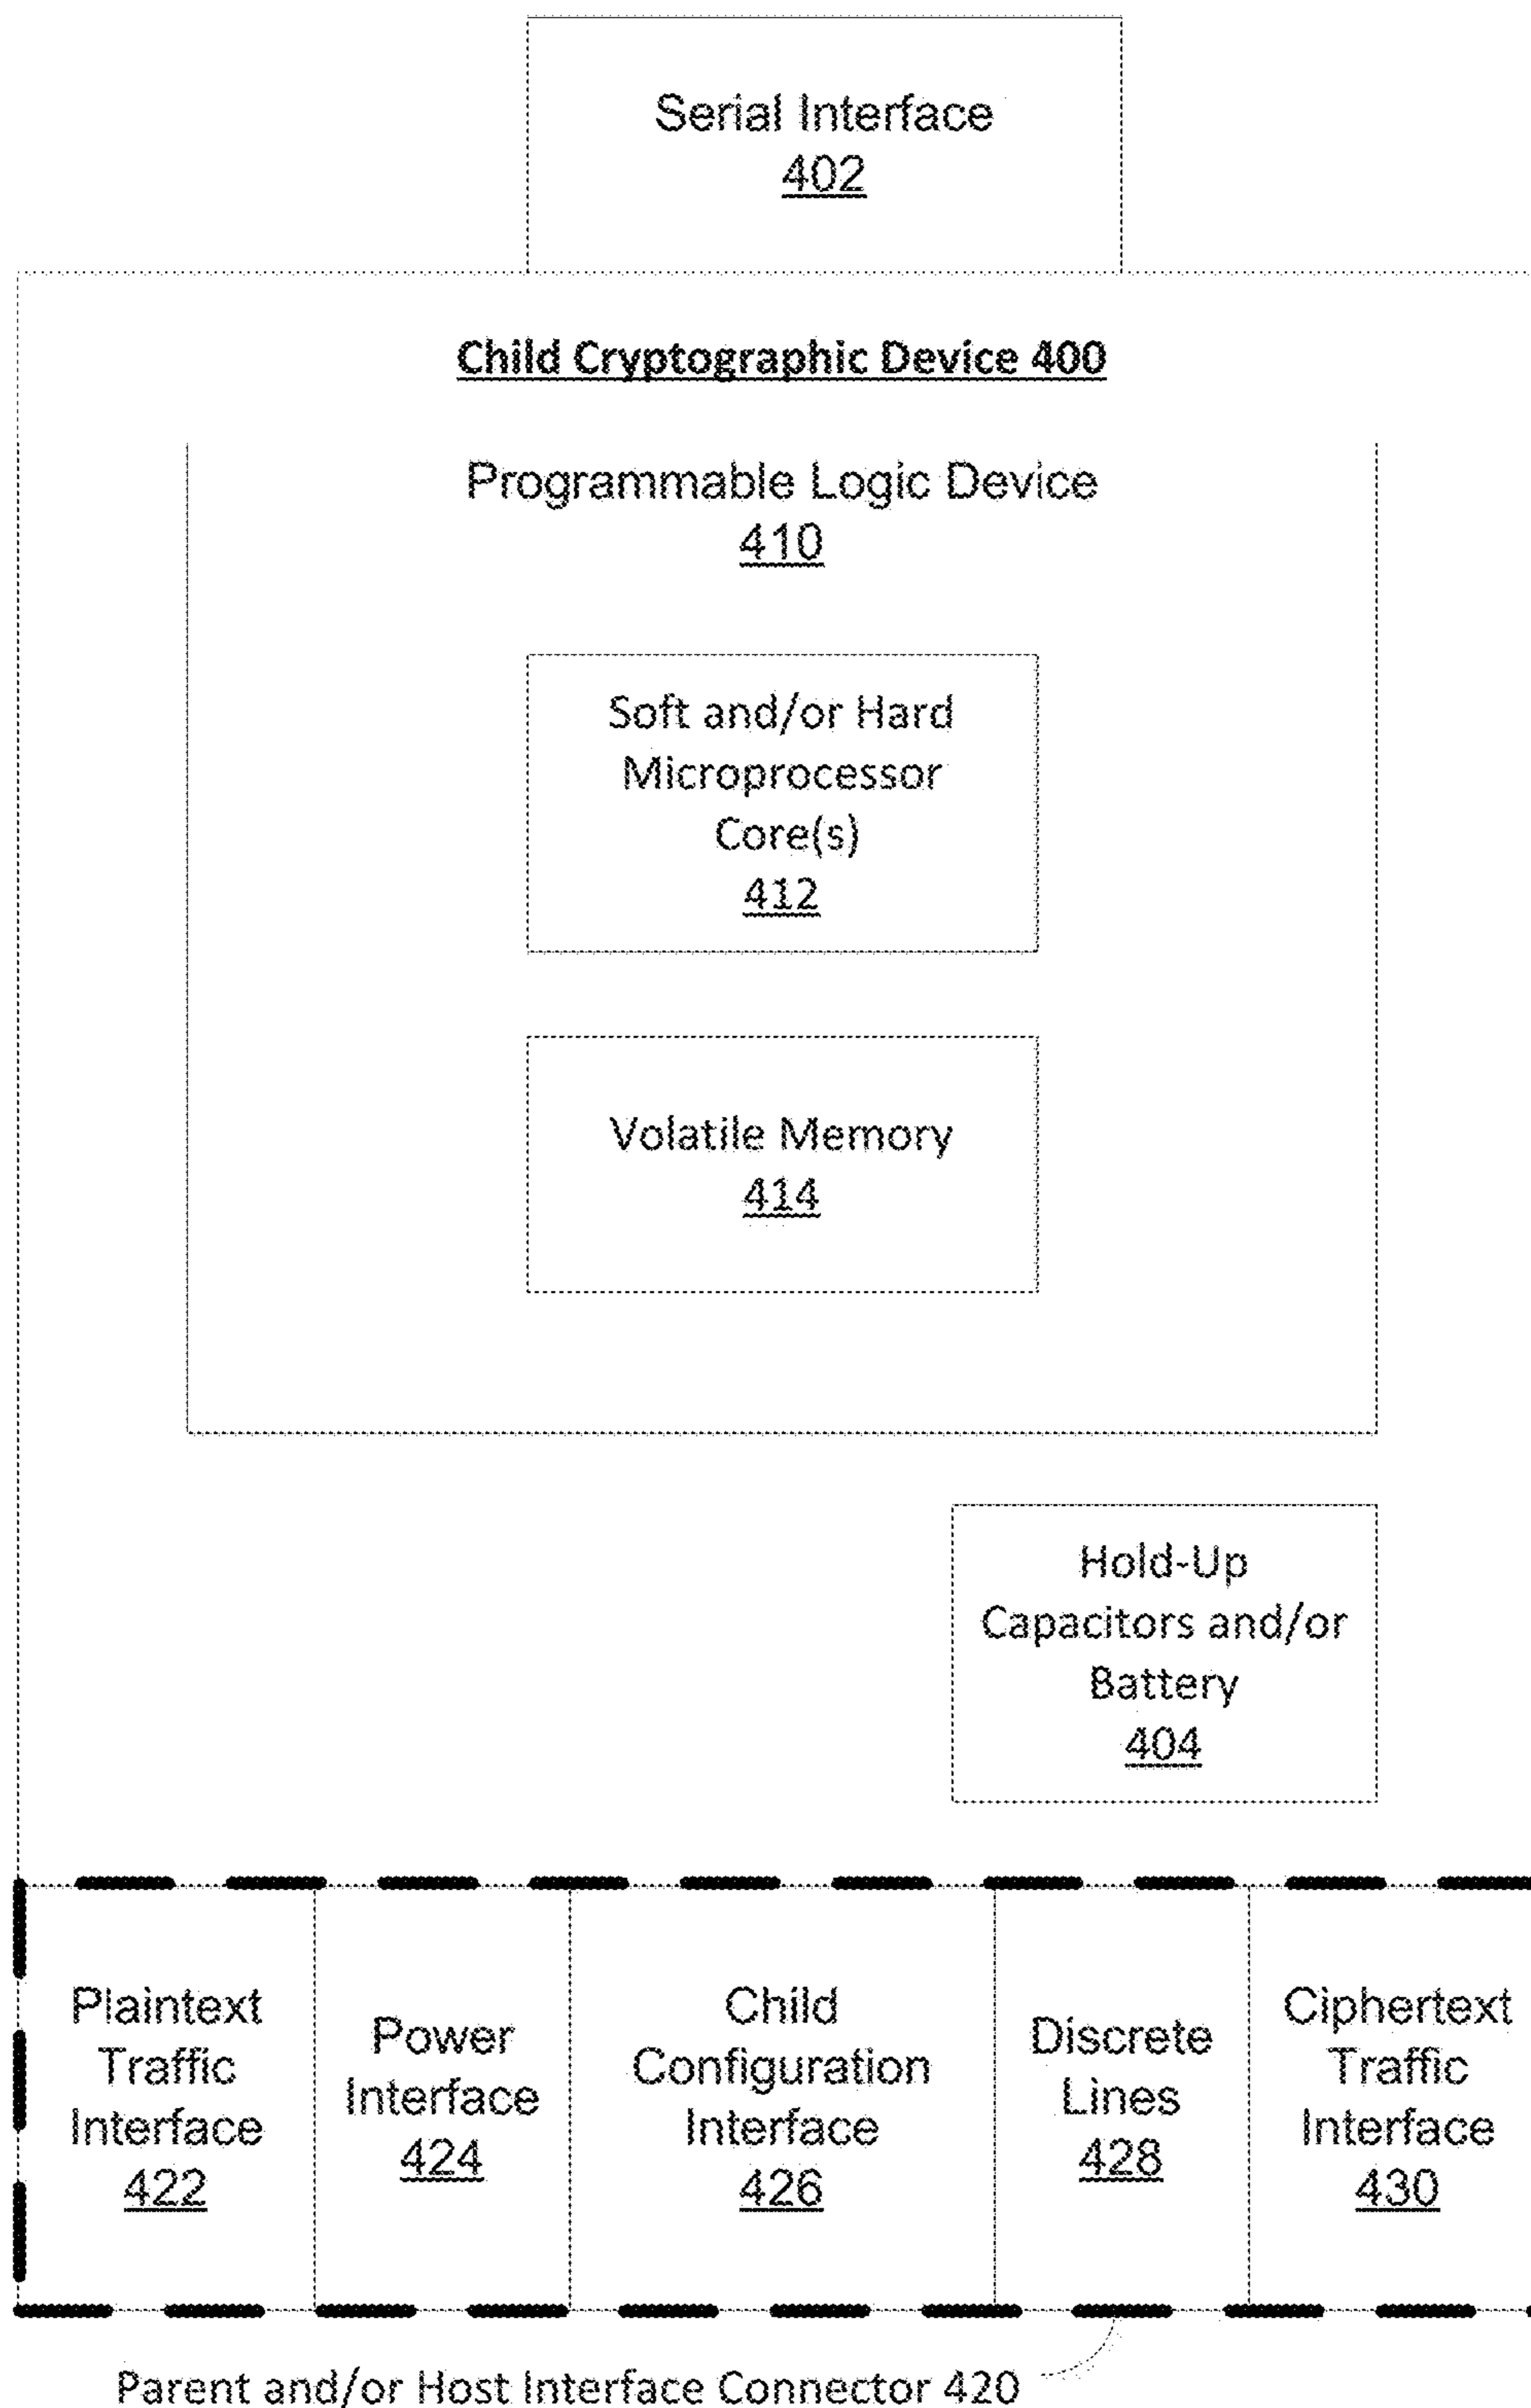 Serial Interface
402
Child Cryptographic Device 400
Programmable Logic Device
410
Soft and/or Hard
Microprocessor
Core(s)
412
Volatile Memory
414
Hold-Up
Capacitors and/or
Battery
404
Plaintext
Traffic
Interface
422
Power
Interface
424
Child
Configuration
Interface
426
Discrete
Lines
428
Ciphertext
Traffic
Interface
430
Parent and/or Host Interface Connector 420